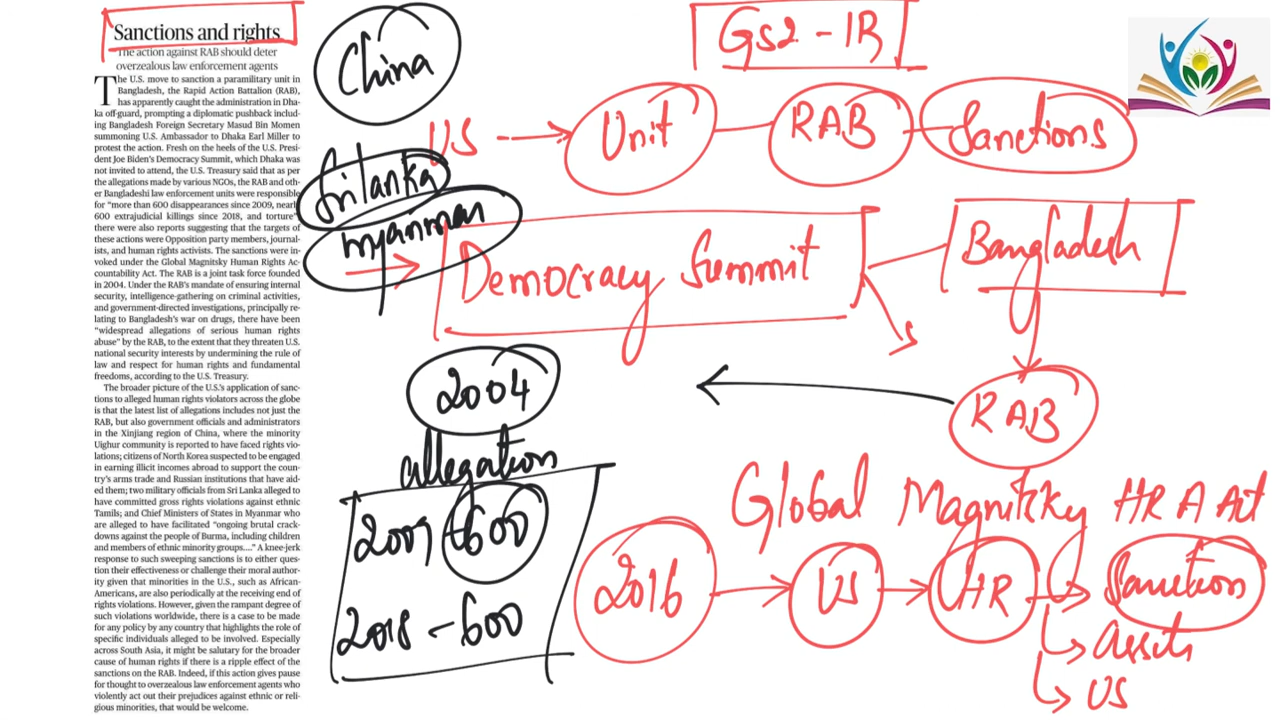 Sanctions and rights
The action against RAB should deter
overzealous law enforcement agents
The U.S. move to sanction a paramilitary unit in
Bangladesh, the Rapid Action Battalion (RAB),
has apparently caught the administration in Dha-
ka off-guard, prompting a diplomatic pushback includ-
ing Bangladesh Foreign Secretary Masud Bin Momen
summoning U.S. Ambassador to Dhaka Earl Miller to
protest the action. Fresh on the heels of the U.S. Presi-
dent Joe Biden's Democracy Summit, which Dhaka was
not invited to attend, the U.S. Treasury said that as per
the allegations made by various NGOs, the RAB and oth-
er Bangladeshi law enforcement units were responsible
for "more than 600 disappearances since 2009, nearl
600 extrajudicial killings since 2018, and torture"
there were also reports suggesting that the targets of
these actions were Opposition party members, journal-
ists, and human rights activists. The sanctions were in-
voked under the Global Magnitsky Human Rights Ac-
countability Act. The RAB is a joint task force founded
in 2004. Under the RAB's mandate of ensuring internal
security, intelligence-gathering on criminal activities,
and government-directed investigations, principally re-
lating to Bangladesh's war on drugs, there have been
"widespread allegations of serious human rights
abuse" by the RAB, to the extent that they threaten U.S.
national security interests by undermining the rule of
law and respect for human rights and fundamental
freedoms, according to the U.S. Treasury.
The broader picture of the U.S.'s application of sanc-
tions to alleged human rights violators across the globe
is that the latest list of allegations includes not just the
RAB, but also government officials and administrators
in the Xinjiang region of China, where the minority
Uighur community is reported to have faced rights vio-
lations; citizens of North Korea suspected to be engaged
in earning illicit incomes abroad to support the coun-
try's arms trade and Russian institutions that have aid-
ed them; two military officials from Sri Lanka alleged to
have committed gross rights violations against ethnic
Tamils; and Chief Ministers of States in Myanmar who
are alleged to have facilitated "ongoing brutal crack-
downs against the people of Burma, including children
and members of ethnic minority groups...." A knee-jerk
response to such sweeping sanctions is to either ques-
tion their effectiveness or challenge their moral author-
ity given that minorities in the U.S., such as African-
Americans, are also periodically at the receiving end of
rights violations. However, given the rampant degree of
such violations worldwide, there is a case to be made
for any policy by any country that highlights the role of
specific individuals alleged to be involved. Especially
across South Asia, it might be salutary for the broader
cause of human rights if there is a ripple effect of the
sanctions on the RAB. Indeed, if this action gives pause
for thought to overzealous law enforcement agents who
violently act out their prejudices against ethnic or reli-
gious minorities, that would be welcome.
GS2 - IR
China
US Unit RAB Sanctions
Srilanka
Myanmar
Democracy Summit Bangladesh
2004
RAB
allegation
2009 - 600
2018 - 600
Global Magnitsky HR A Act
2016 US HR Sanction
Assets
US